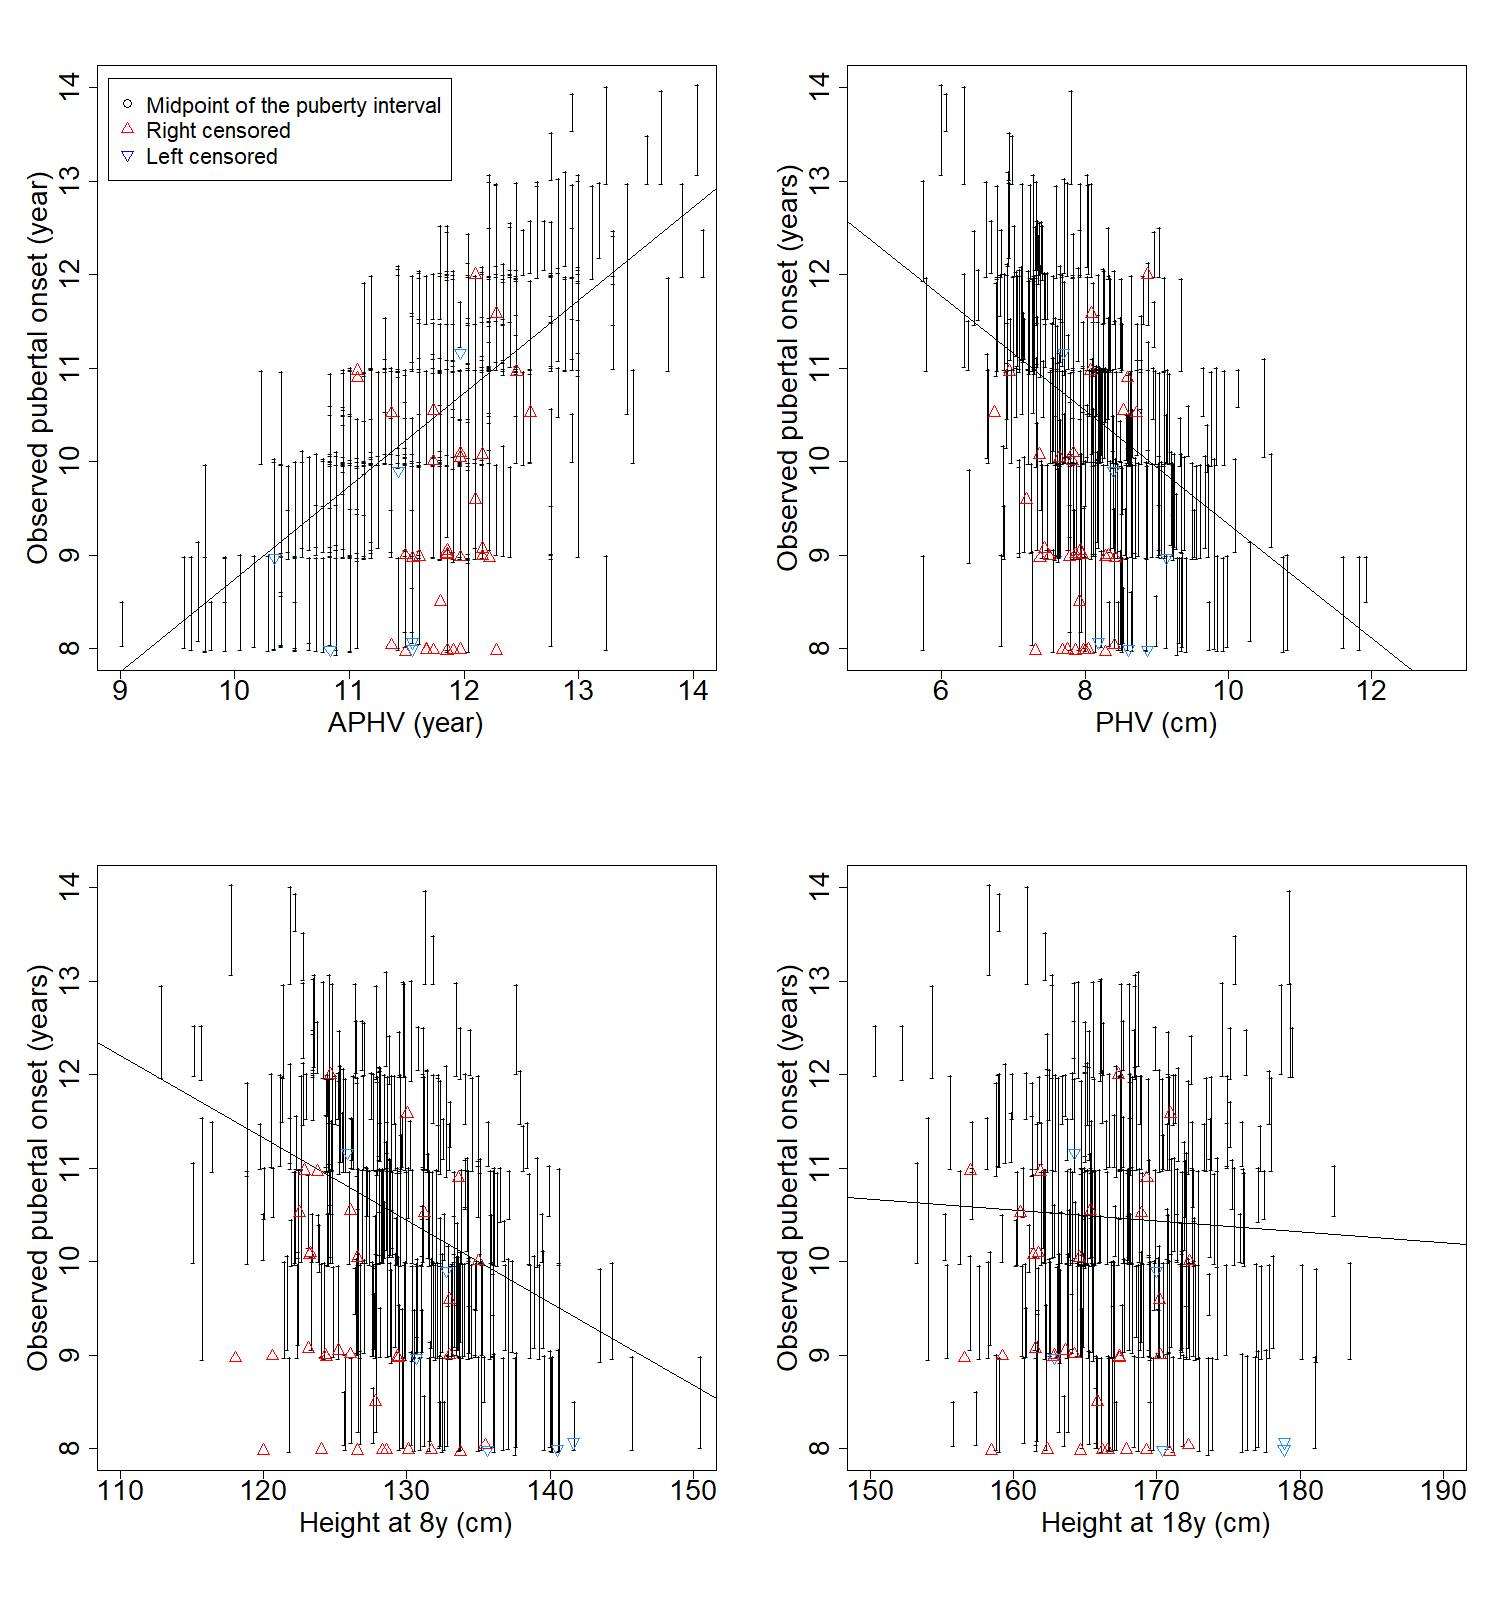 Midpoint of the puberty interval
Right censored
Left censored
Observed pubertal onset (year)
14
13
12
11
10
9
8
9 10 11 12 13 14
APHV (year)
Observed pubertal onset (years)
14
13
12
11
10
9
8
6 8 10 12
PHV (cm)
Observed pubertal onset (years)
14
13
12
11
10
9
8
110 120 130 140 150
Height at 8y (cm)
Observed pubertal onset (years)
14
13
12
11
10
9
8
150 160 170 180 190
Height at 18y (cm)